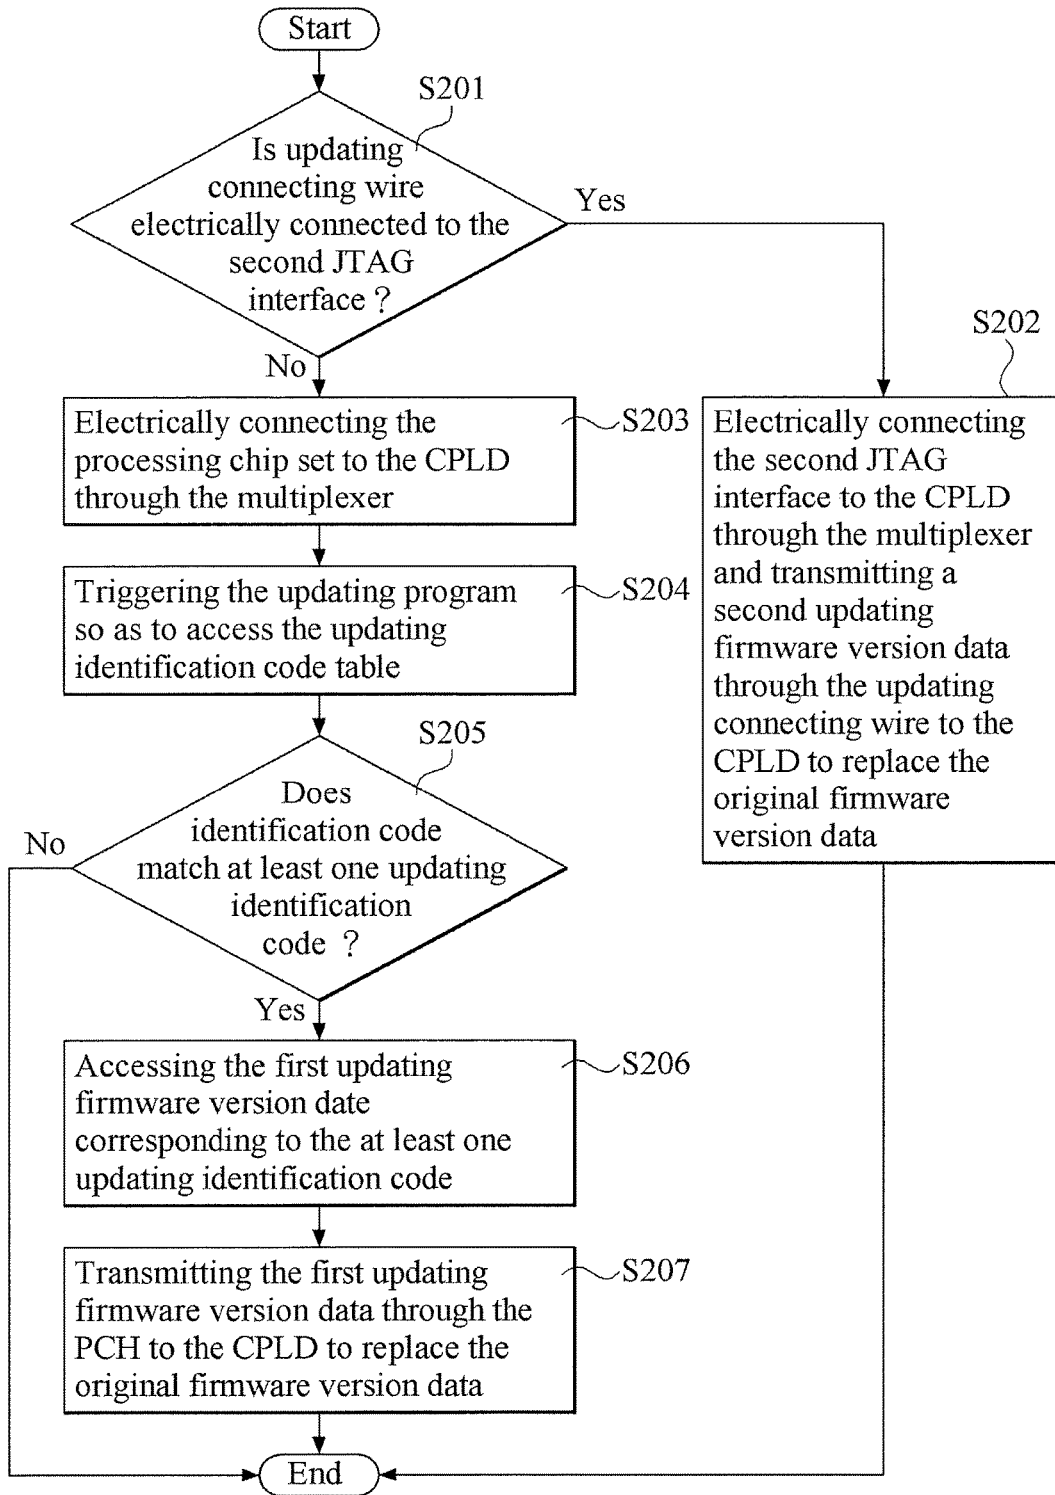 Start
S201
Is updating
connecting wire
electrically connected to the
second JTAG
interface ?
Yes
No
S202
Electrically connecting
the second JTAG
interface to the CPLD
through the multiplexer
and transmitting a
second updating
firmware version data
through the updating
connecting wire to the
CPLD to replace the
original firmware
version data
S203
Electrically connecting the
processing chip set to the CPLD
through the multiplexer
S204
Triggering the updating program
so as to access the updating
identification code table
S205
Does
identification code
match at least one updating
identification
code ?
No
Yes
S206
Accessing the first updating
firmware version date
corresponding to the at least one
updating identification code
S207
Transmitting the first updating
firmware version data through the
PCH to the CPLD to replace the
original firmware version data
End